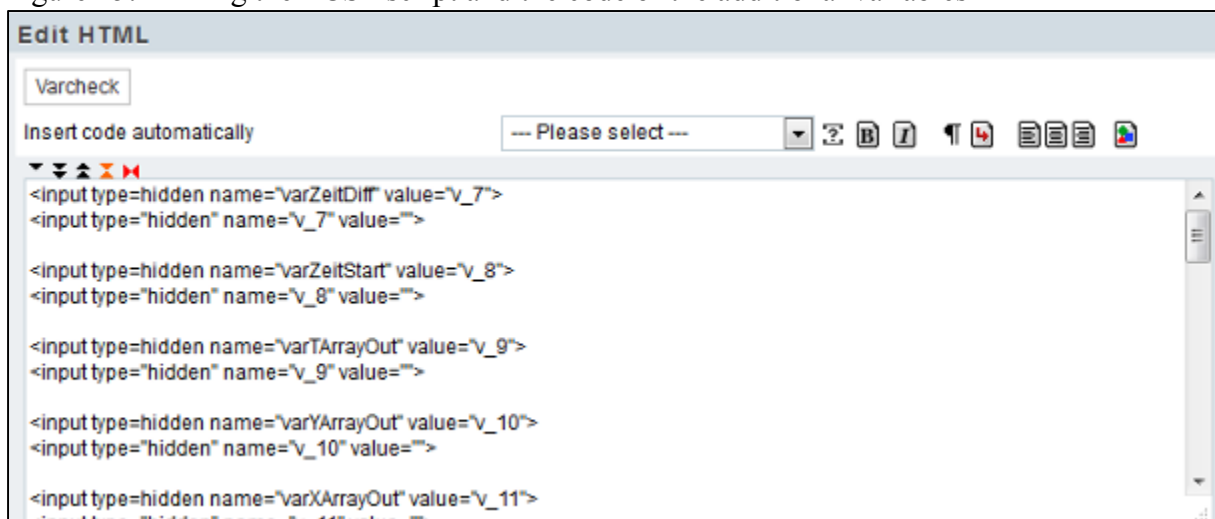 Edit HTML
Varcheck
Insert code automatically
--- Please select ---
<input type=hidden name="varZeitDiff" value="v_7">
<input type="hidden" name="v_7" value="">
<input type=hidden name="varZeitStart" value="v_8">
<input type="hidden" name="v_8" value="">
<input type=hidden name="varTArrayOut" value="v_9">
<input type="hidden" name="v_9" value="">
<input type=hidden name="varYArrayOut" value="v_10">
<input type="hidden" name="v_10" value="">
<input type=hidden name="varXArrayOut" value="v_11">